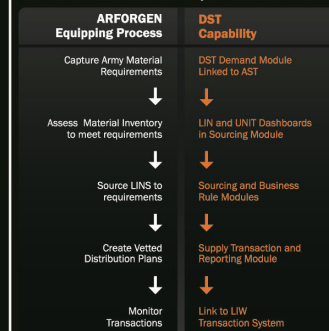 ARFORGEN
Equipping Process
DST
Capability
Capture Army Material
Requirements
DST Demand Module
Linked to AST
Assess Material Inventory
to meet requirements
LIN and UNIT Dashboards
in Sourcing Module
Source LINS to
requirements
Sourcing and Business
Rule Modules
Create Vetted
Distribution Plans
Supply Transaction and
Reporting Module
Monitor
Transactions
Link to LIW
Transaction System